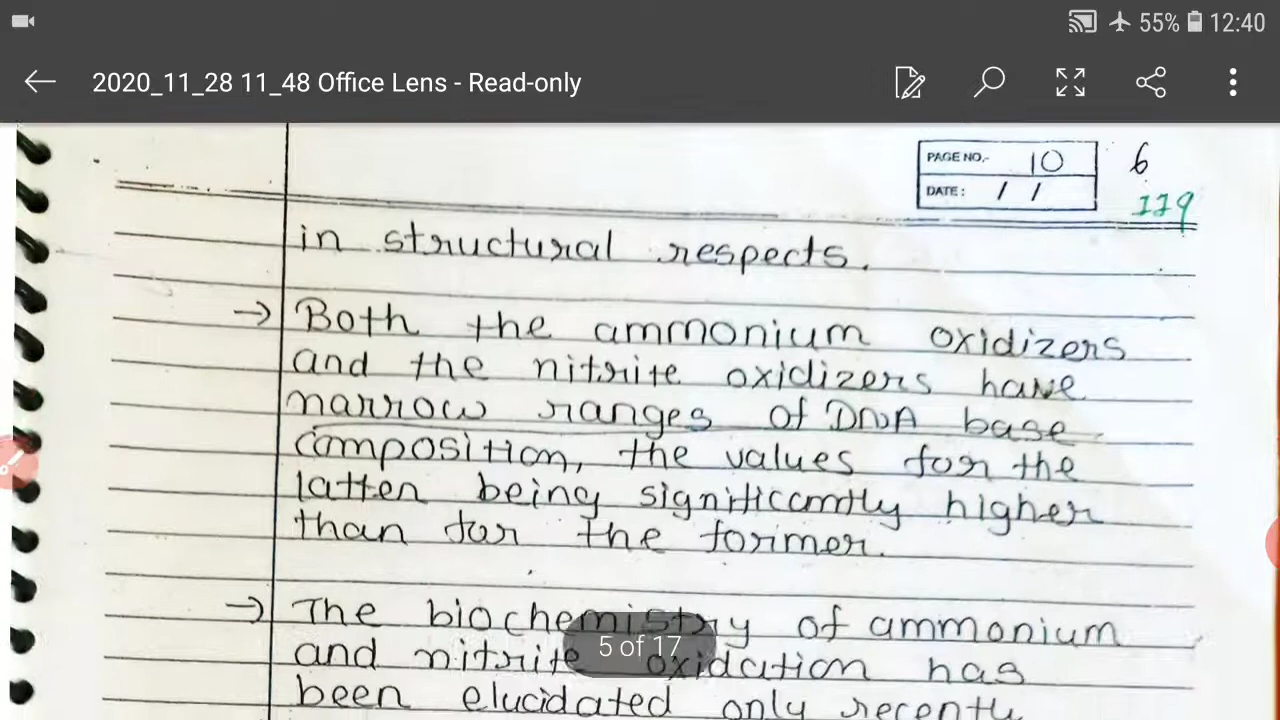 55% 12:40
2020_11_28 11_48 Office Lens - Read-only
PAGE NO.- 10
6
DATE: / /
119
in structural respects.
→ Both the ammonium oxidizers
and the nitrite oxidizers have
narrow ranges of DNA base
composition, the values for the
latter being significantly higher
than for the former.
→ The biochemistry of ammonium
5 of 17
and nitrite oxidation has
been elucidated only recently